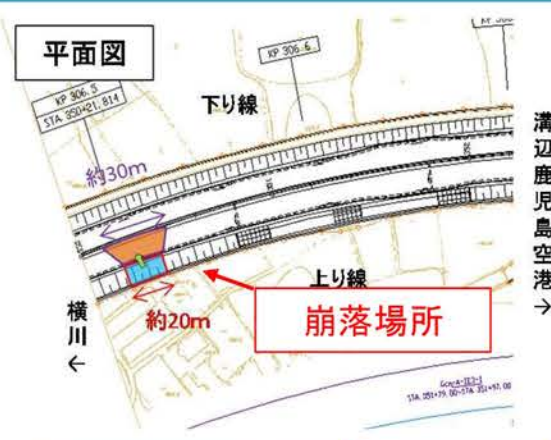 平面図
KP 306.6
KP 306.5
STA 350+21.814
下り線
約30m
溝辺鹿児島空港→
上り線
崩落場所
約20m
横川←